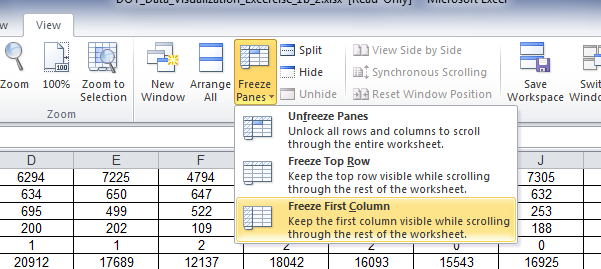 DOT_Data_Visualization_Excercise_1b_2.xlsx [Read-Only] - Microsoft Excel
View
Zoom 100% Zoom to Selection New Window Arrange All Freeze Panes Split Hide Unhide View Side by Side Synchronous Scrolling Reset Window Position Save Workspace
Zoom
Unfreeze Panes
Unlock all rows and columns to scroll
through the entire worksheet.
Freeze Top Row
Keep the top row visible while scrolling
through the rest of the worksheet.
Freeze First Column
Keep the first column visible while scrolling
through the rest of the worksheet.
D E F J
6294 7225 4794 7305
634 650 647 632
695 499 522 253
200 202 109 188
1 1 2 2 2 0 0
20912 17689 12137 18042 16093 15543 16925